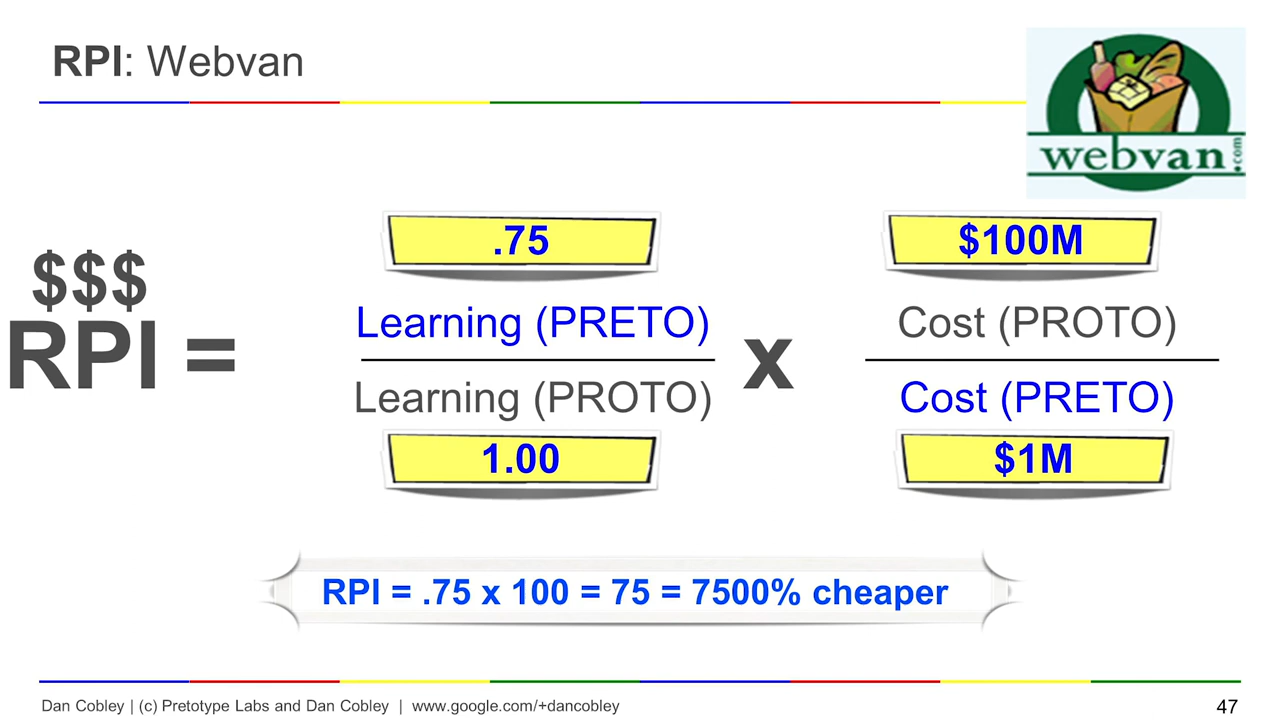 RPI: Webvan
webvan.com
.75
$100M
$$$
RPI =
Learning (PRETO)
Learning (PROTO)
x
Cost (PROTO)
Cost (PRETO)
1.00
$1M
RPI = .75 x 100 = 75 = 7500% cheaper
Dan Cobley | (c) Pretotype Labs and Dan Cobley | www.google.com/+dancobley
47